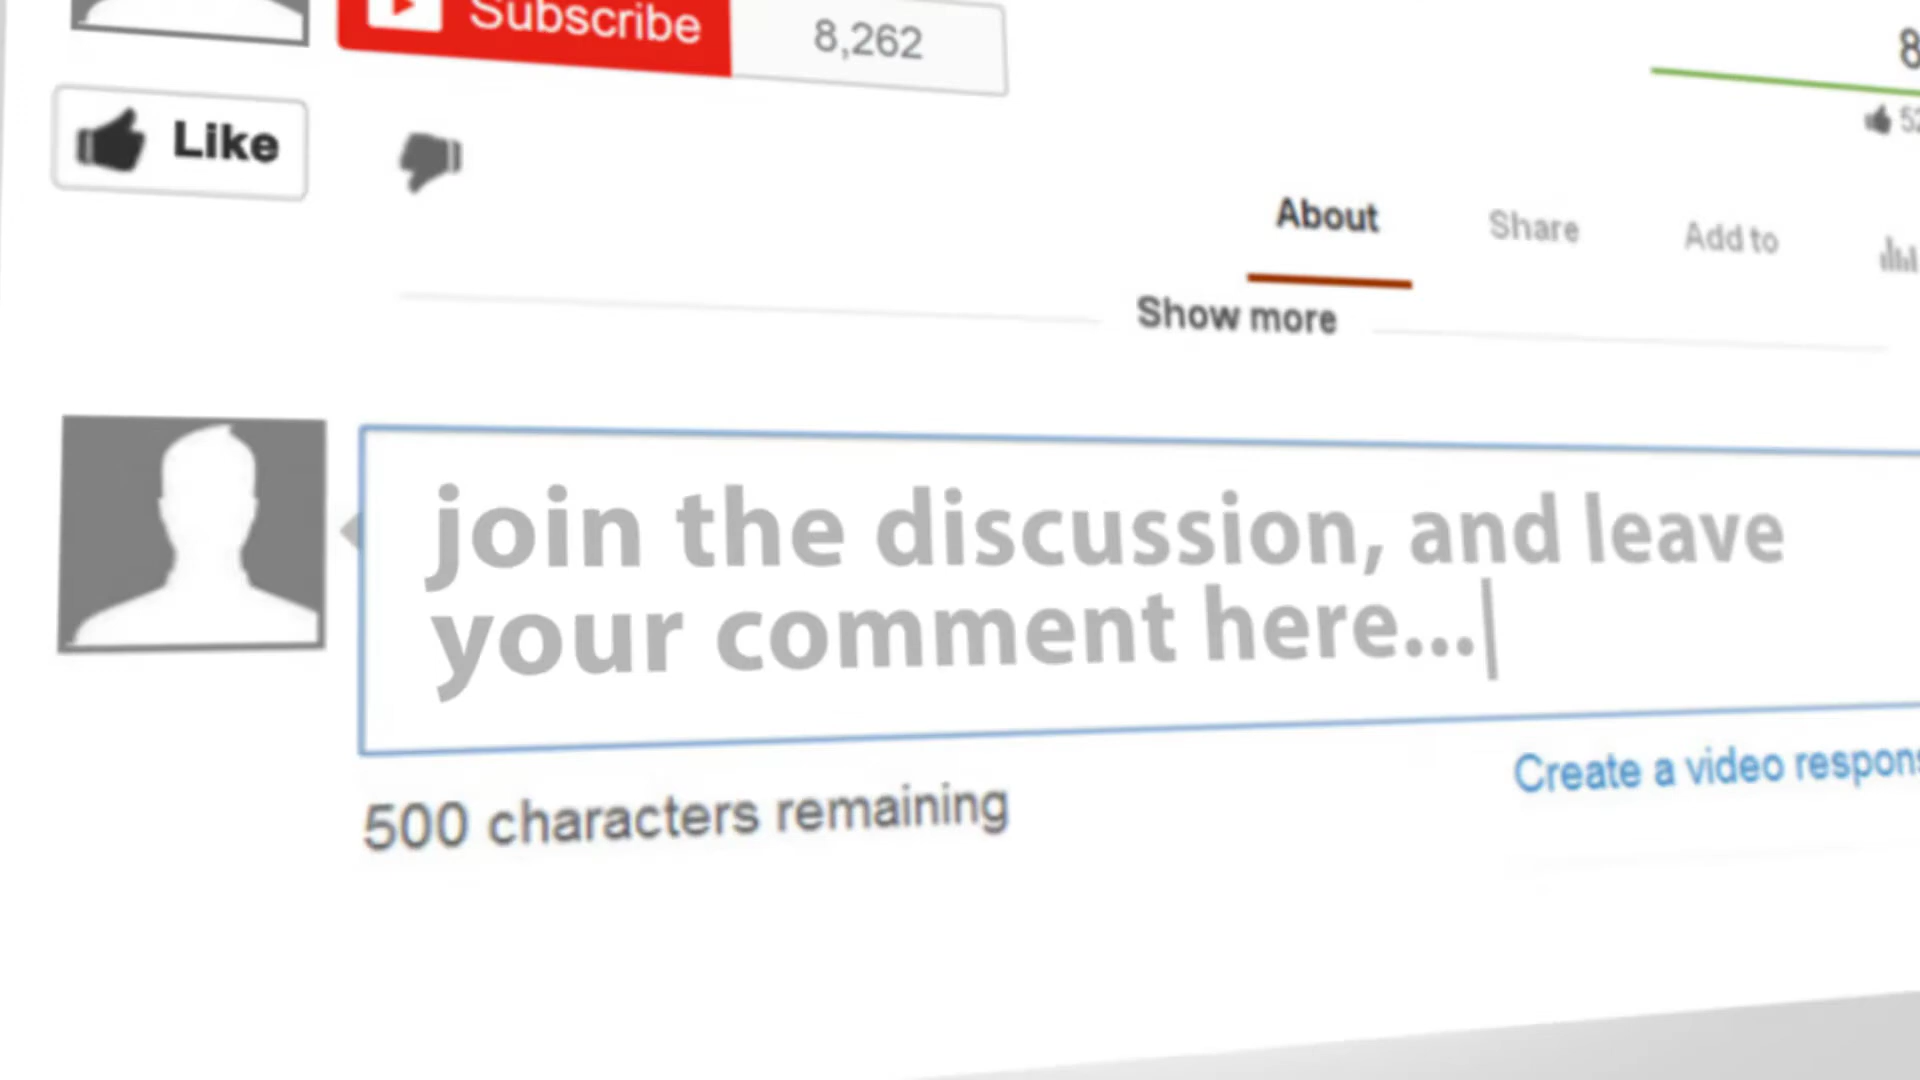 Subscribe 8,262
Like
About Share Add to
Show more
join the discussion, and leave
your comment here...
500 characters remaining
Create a video